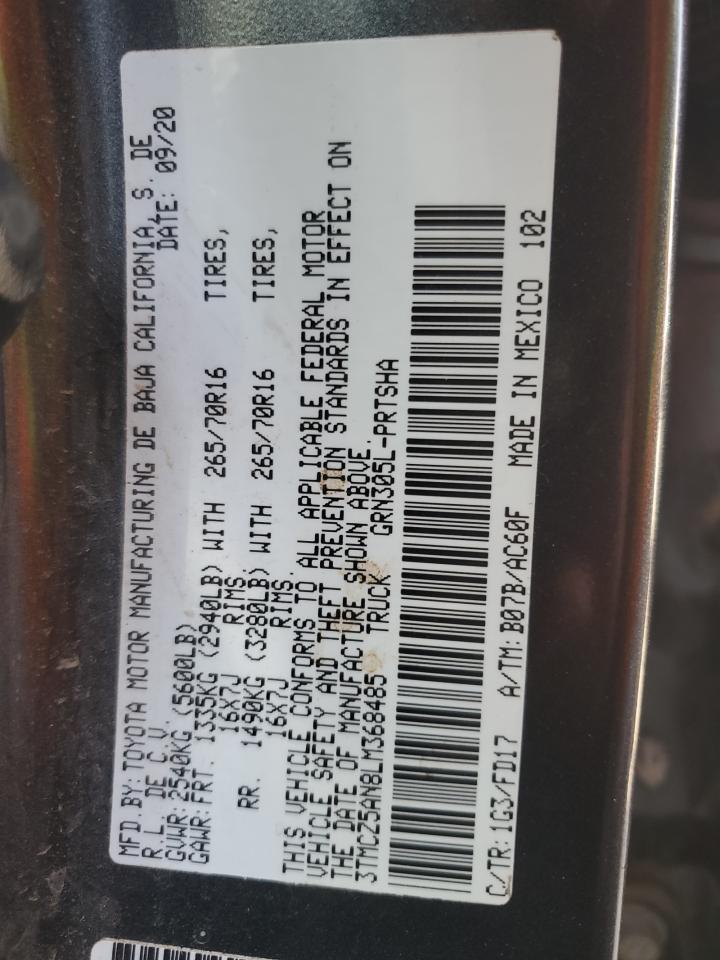 MFD.BY:TOYOTA MOTOR MANUFACTURING DE BAJA CALIFORNIA, S. DE
R.L. DE C.V. DATE: 09/20
GVWR:2540KG (5600LB)
GAWR:FRT. 1335KG (2940LB) WITH 265/70R16 TIRES,
16X7J RIMS
RR. 1490KG (3280LB) WITH 265/70R16 TIRES,
16X7J RIMS.
THIS VEHICLE CONFORMS TO ALL APPLICABLE FEDERAL MOTOR
VEHICLE SAFETY AND THEFT PREVENTION STANDARDS IN EFFECT ON
THE DATE OF MANUFACTURE SHOWN ABOVE.
3TMCZ5AN8LM368485 TRUCK GRN305L-PRTSHA
C/TR:1G3/FD17 A/TM:B07B/AC60F MADE IN MEXICO 102